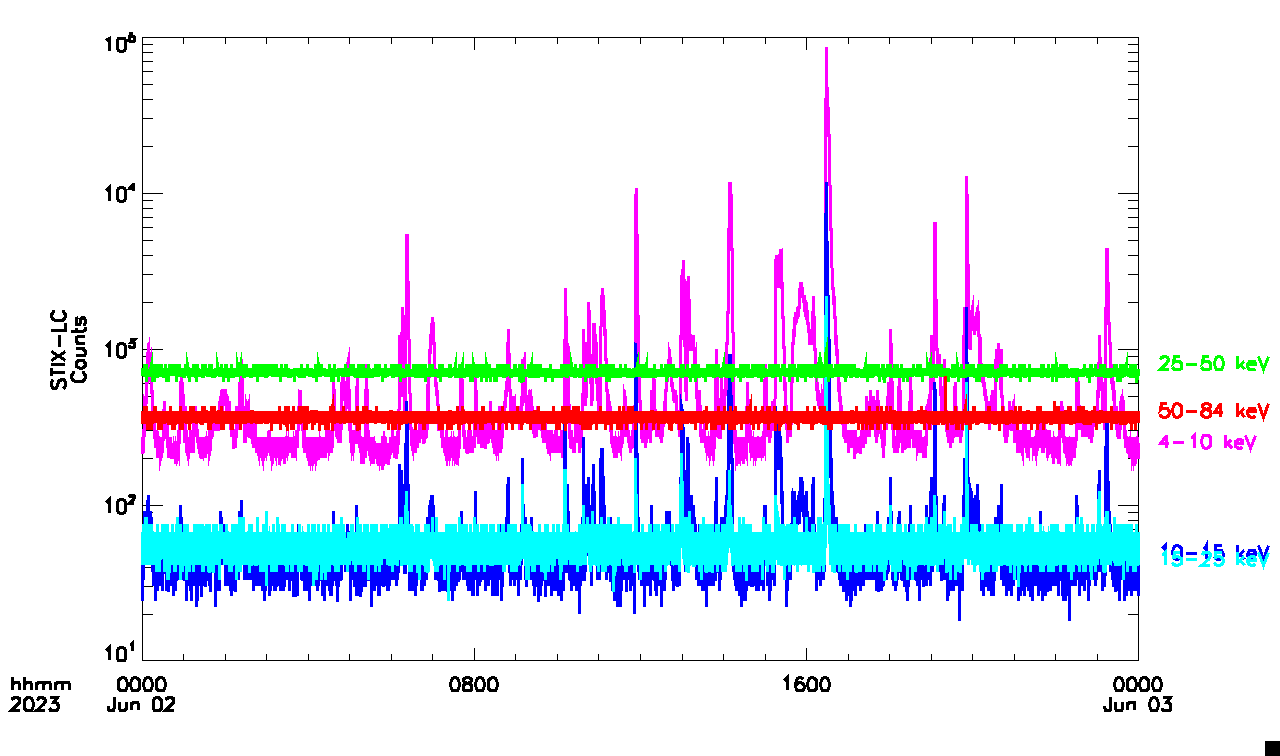 10^6
10^4
10^3
10^2
10^1
STIX-LC
Counts
25-50 keV
50-84 keV
4-10 keV
10-15 keV
15-25 keV
hhmm 0000 0800 1600 0000
2023 Jun 02 Jun 03